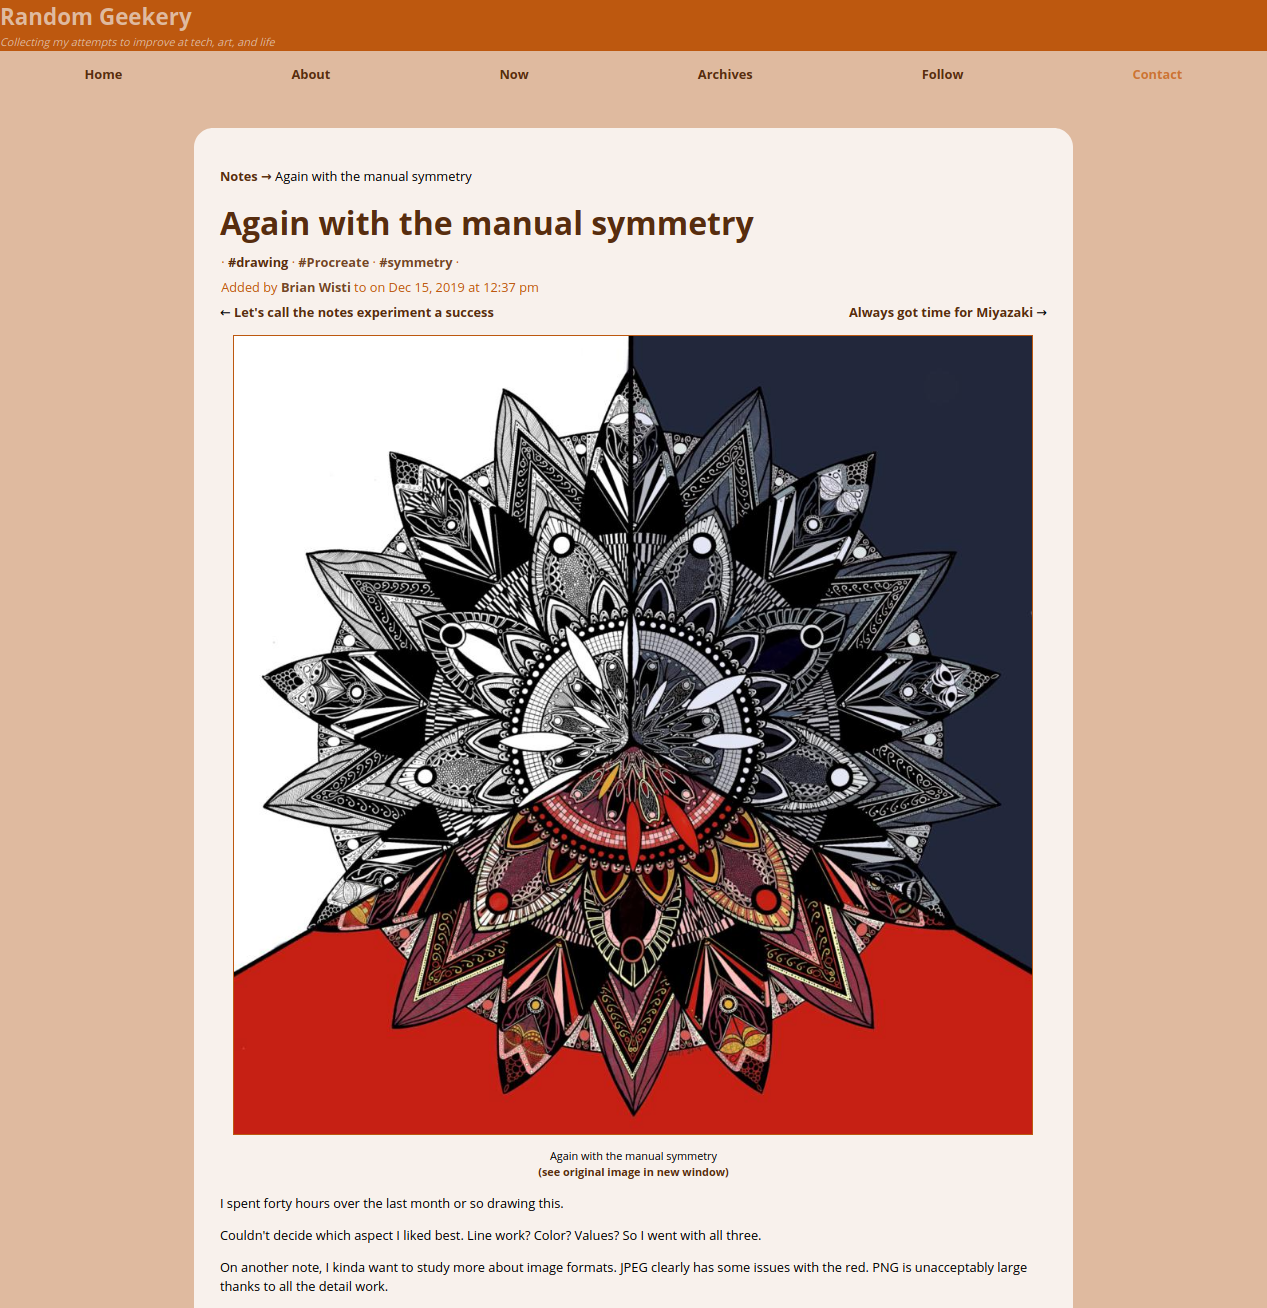 Random Geekery
Collecting my attempts to improve at tech, art, and life
Home About Now Archives Follow Contact
Notes → Again with the manual symmetry
Again with the manual symmetry
· #drawing · #Procreate · #symmetry ·
Added by Brian Wisti to on Dec 15, 2019 at 12:37 pm
← Let's call the notes experiment a success Always got time for Miyazaki →
Again with the manual symmetry
(see original image in new window)
I spent forty hours over the last month or so drawing this.
Couldn't decide which aspect I liked best. Line work? Color? Values? So I went with all three.
On another note, I kinda want to study more about image formats. JPEG clearly has some issues with the red. PNG is unacceptably large
thanks to all the detail work.